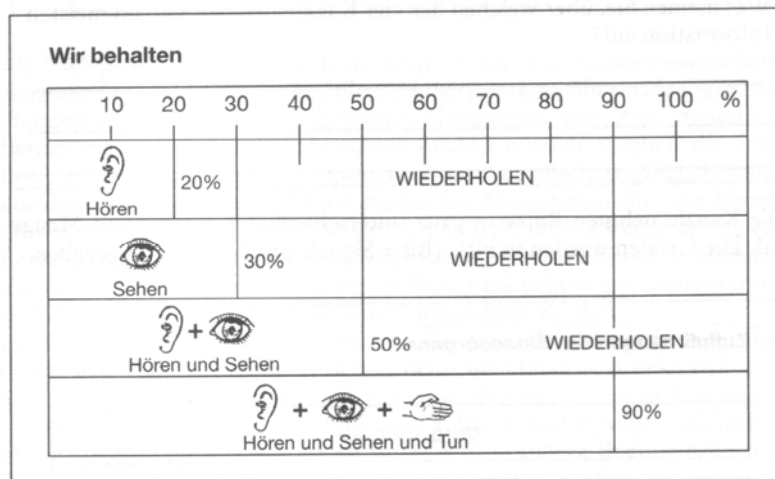 Wir behalten
10 20 30 40 50 60 70 80 90 100 %
20% WIEDERHOLEN
Hören
30% WIEDERHOLEN
Sehen
+
50% WIEDERHOLEN
Hören und Sehen
+ +
90%
Hören und Sehen und Tun